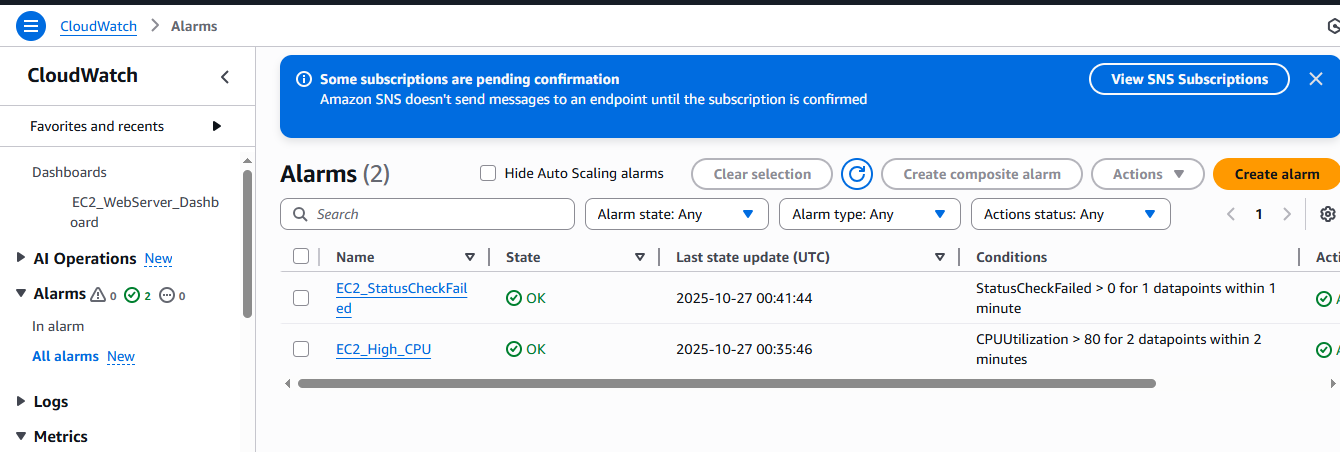 CloudWatch > Alarms
CloudWatch
Some subscriptions are pending confirmation
View SNS Subscriptions
Amazon SNS doesn't send messages to an endpoint until the subscription is confirmed
Favorites and recents
Dashboards
EC2_WebServer_Dashb
oard
AI Operations New
Alarms 0 2 0
In alarm
All alarms New
Logs
Metrics
Alarms (2)
Hide Auto Scaling alarms
Clear selection
Create composite alarm
Actions
Create alarm
Search
Alarm state: Any
Alarm type: Any
Actions status: Any
1
Name State Last state update (UTC) Conditions Acti
EC2_StatusCheckFail
ed
OK
2025-10-27 00:41:44
StatusCheckFailed > 0 for 1 datapoints within 1
minute
A
EC2_High_CPU
OK
2025-10-27 00:35:46
CPUUtilization > 80 for 2 datapoints within 2
minutes
A